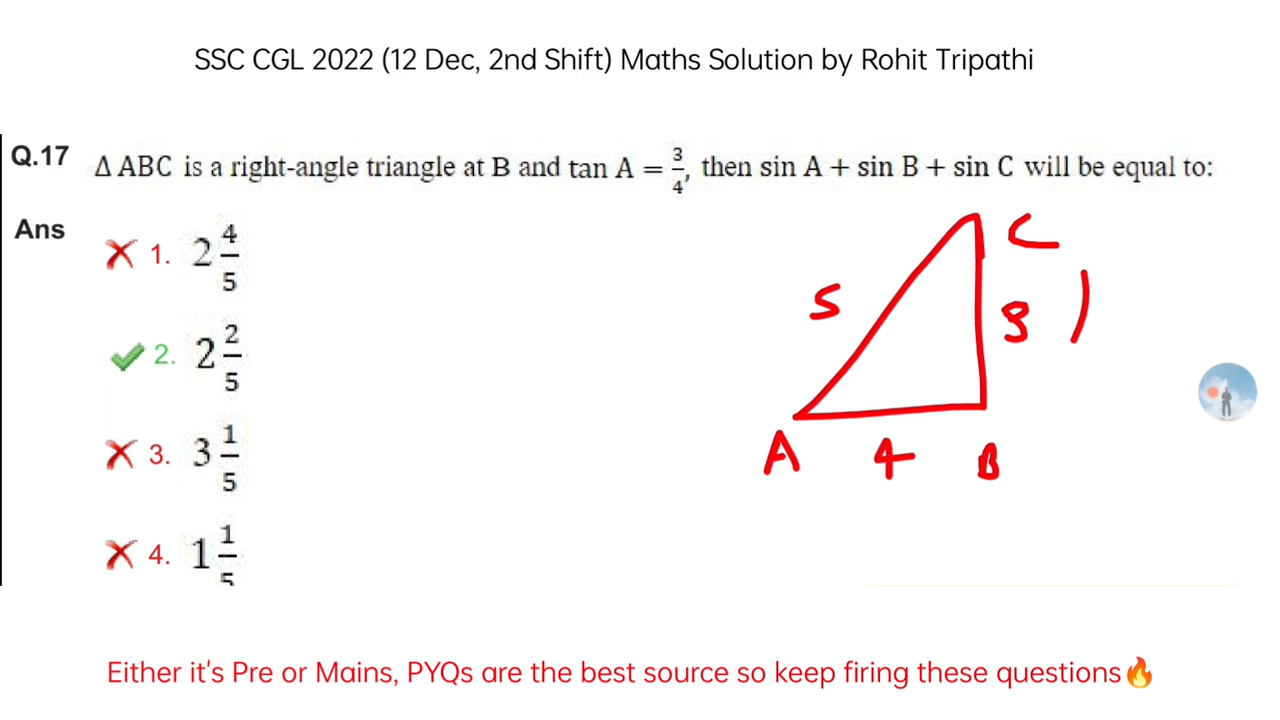 SSC CGL 2022 (12 Dec, 2nd Shift) Maths Solution by Rohit Tripathi
Q.17 Δ ABC is a right-angle triangle at B and tan A = 3/4, then sin A + sin B + sin C will be equal to:
Ans
1. 2 4/5
2. 2 2/5
3. 3 1/5
4. 1 1/5
C
5
3 )
A 4 B
Either it's Pre or Mains, PYQs are the best source so keep firing these questions🔥